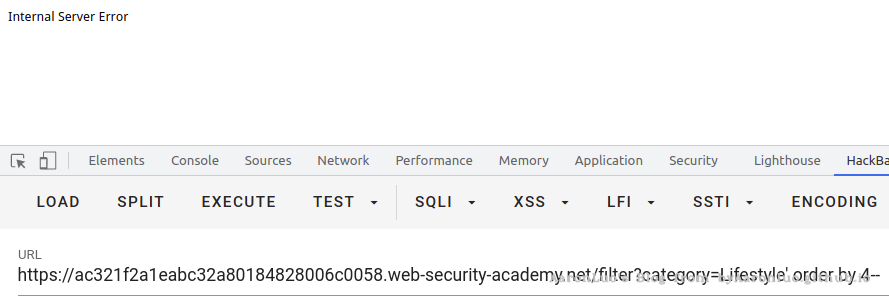 Internal Server Error
Elements Console Sources Network Performance Memory Application Security Lighthouse HackBa
LOAD SPLIT EXECUTE TEST SQLI XSS LFI SSTI ENCODING
URL
https://ac321f2a1eabc32a80184828006c0058.web-security-academy.net/filter?category=Lifestyle' order by 4--